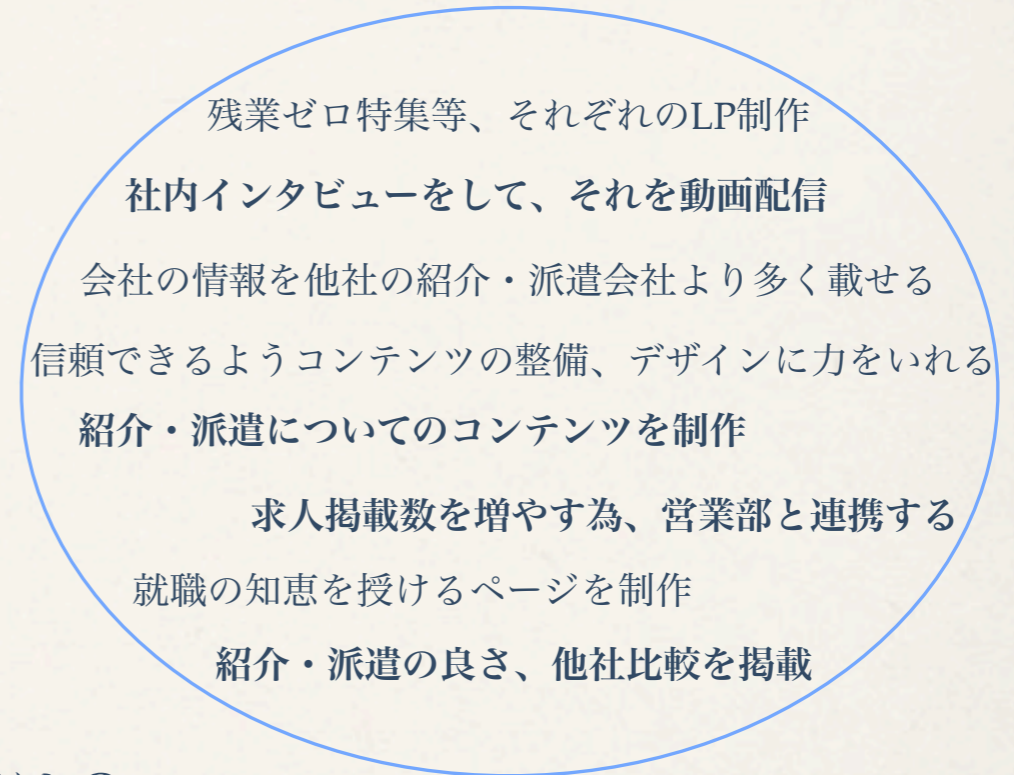 残業ゼロ特集等、それぞれのLP制作
社内インタビューをして、それを動画配信
会社の情報を他社の紹介・派遣会社より多く載せる
信頼できるようコンテンツの整備、デザインに力をいれる
紹介・派遣についてのコンテンツを制作
求人掲載数を増やす為、営業部と連携する
就職の知恵を授けるページを制作
紹介・派遣の良さ、他社比較を掲載